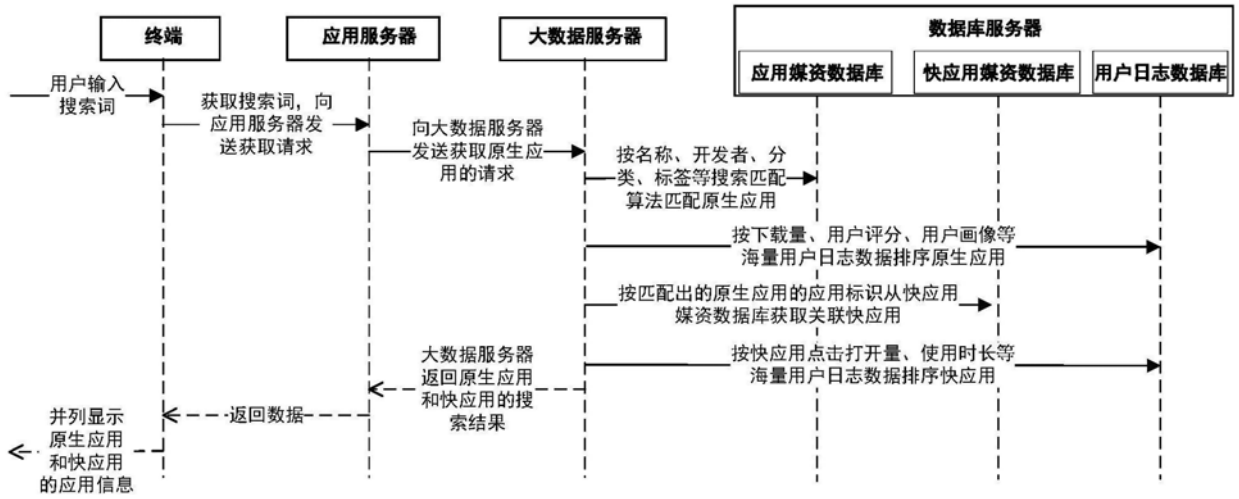 终端
应用服务器
大数据服务器
数据库服务器
应用媒资数据库
快应用媒资数据库
用户日志数据库
用户输入
搜索词
获取搜索词，向
应用服务器发
送获取请求
向大数据服务器
发送获取原生应
用的请求
按名称、开发者、分
类、标签等搜索匹配
算法匹配原生应用
按下载量、用户评分、用户画像等
海量用户日志数据排序原生应用
按匹配出的原生应用的应用标识从快应用
媒资数据库获取关联快应用
按快应用点击打开量、使用时长等
海量用户日志数据排序快应用
大数据服务器
返回原生应用
和快应用的搜
索结果
返回数据
并列显示
原生应用
和快应用
的应用信息